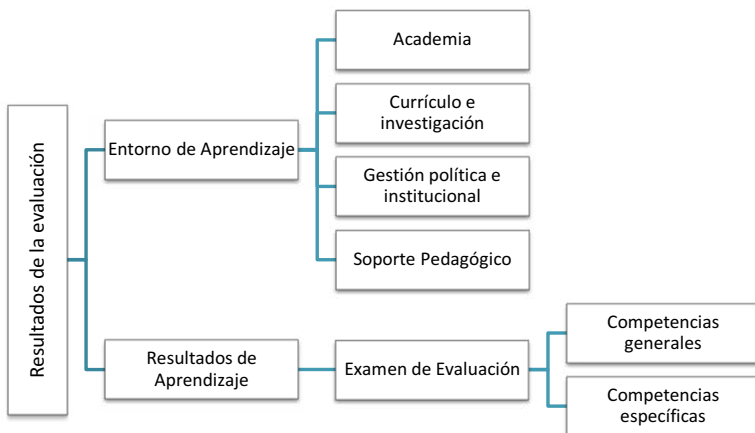 Resultados de la evaluación
Entorno de Aprendizaje
Academia
Currículo e
investigación
Gestión política e
institucional
Soporte Pedagógico
Resultados de
Aprendizaje
Examen de Evaluación
Competencias
generales
Competencias
específicas